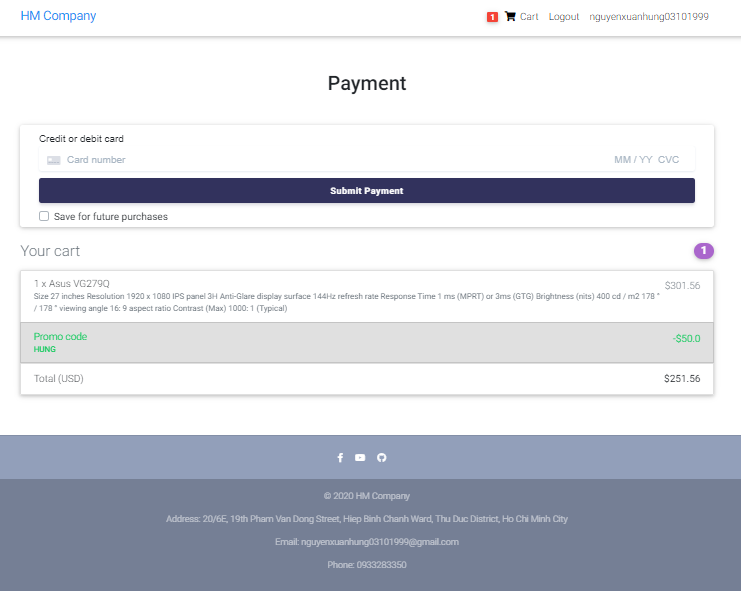 HM Company
1 Cart Logout nguyenxuanhung03101999
Payment
Credit or debit card
Card number MM / YY CVC
Submit Payment
Save for future purchases
Your cart 1
1 x Asus VG279Q $301.56
Size 27 inches Resolution 1920 x 1080 IPS panel 3H Anti-Glare display surface 144Hz refresh rate Response Time 1 ms (MPRT) or 3ms (GTG) Brightness (nits) 400 cd / m2 178 °
/ 178 ° viewing angle 16: 9 aspect ratio Contrast (Max) 1000: 1 (Typical)
Promo code -$50.0
HUNG
Total (USD) $251.56
© 2020 HM Company
Address: 20/6E, 19th Pham Van Dong Street, Hiep Binh Chanh Ward, Thu Duc District, Ho Chi Minh City
Email: nguyenxuanhung03101999@gmail.com
Phone: 0933283350